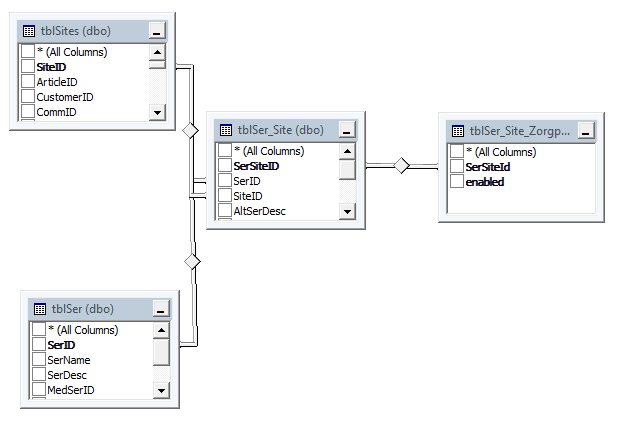 tblSites (dbo)
* (All Columns)
SiteID
ArticleID
CustomerID
CommID
tblSer_Site (dbo)
* (All Columns)
SerSiteID
SerID
SiteID
AltSerDesc
tblSer_Site_Zorgp...
* (All Columns)
SerSiteId
enabled
tblSer (dbo)
* (All Columns)
SerID
SerName
SerDesc
MedSerID